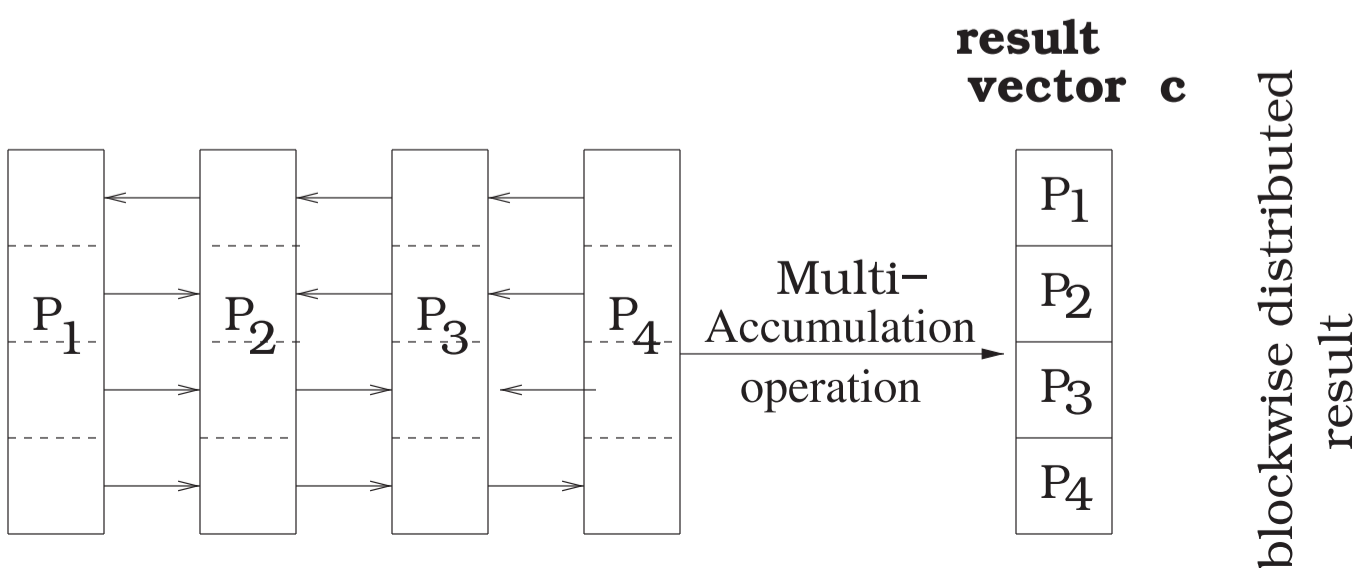 result
vector c
P1
P2
P3
P4
Multi–
Accumulation
operation
P1
P2
P3
P4
blockwise distributed
result